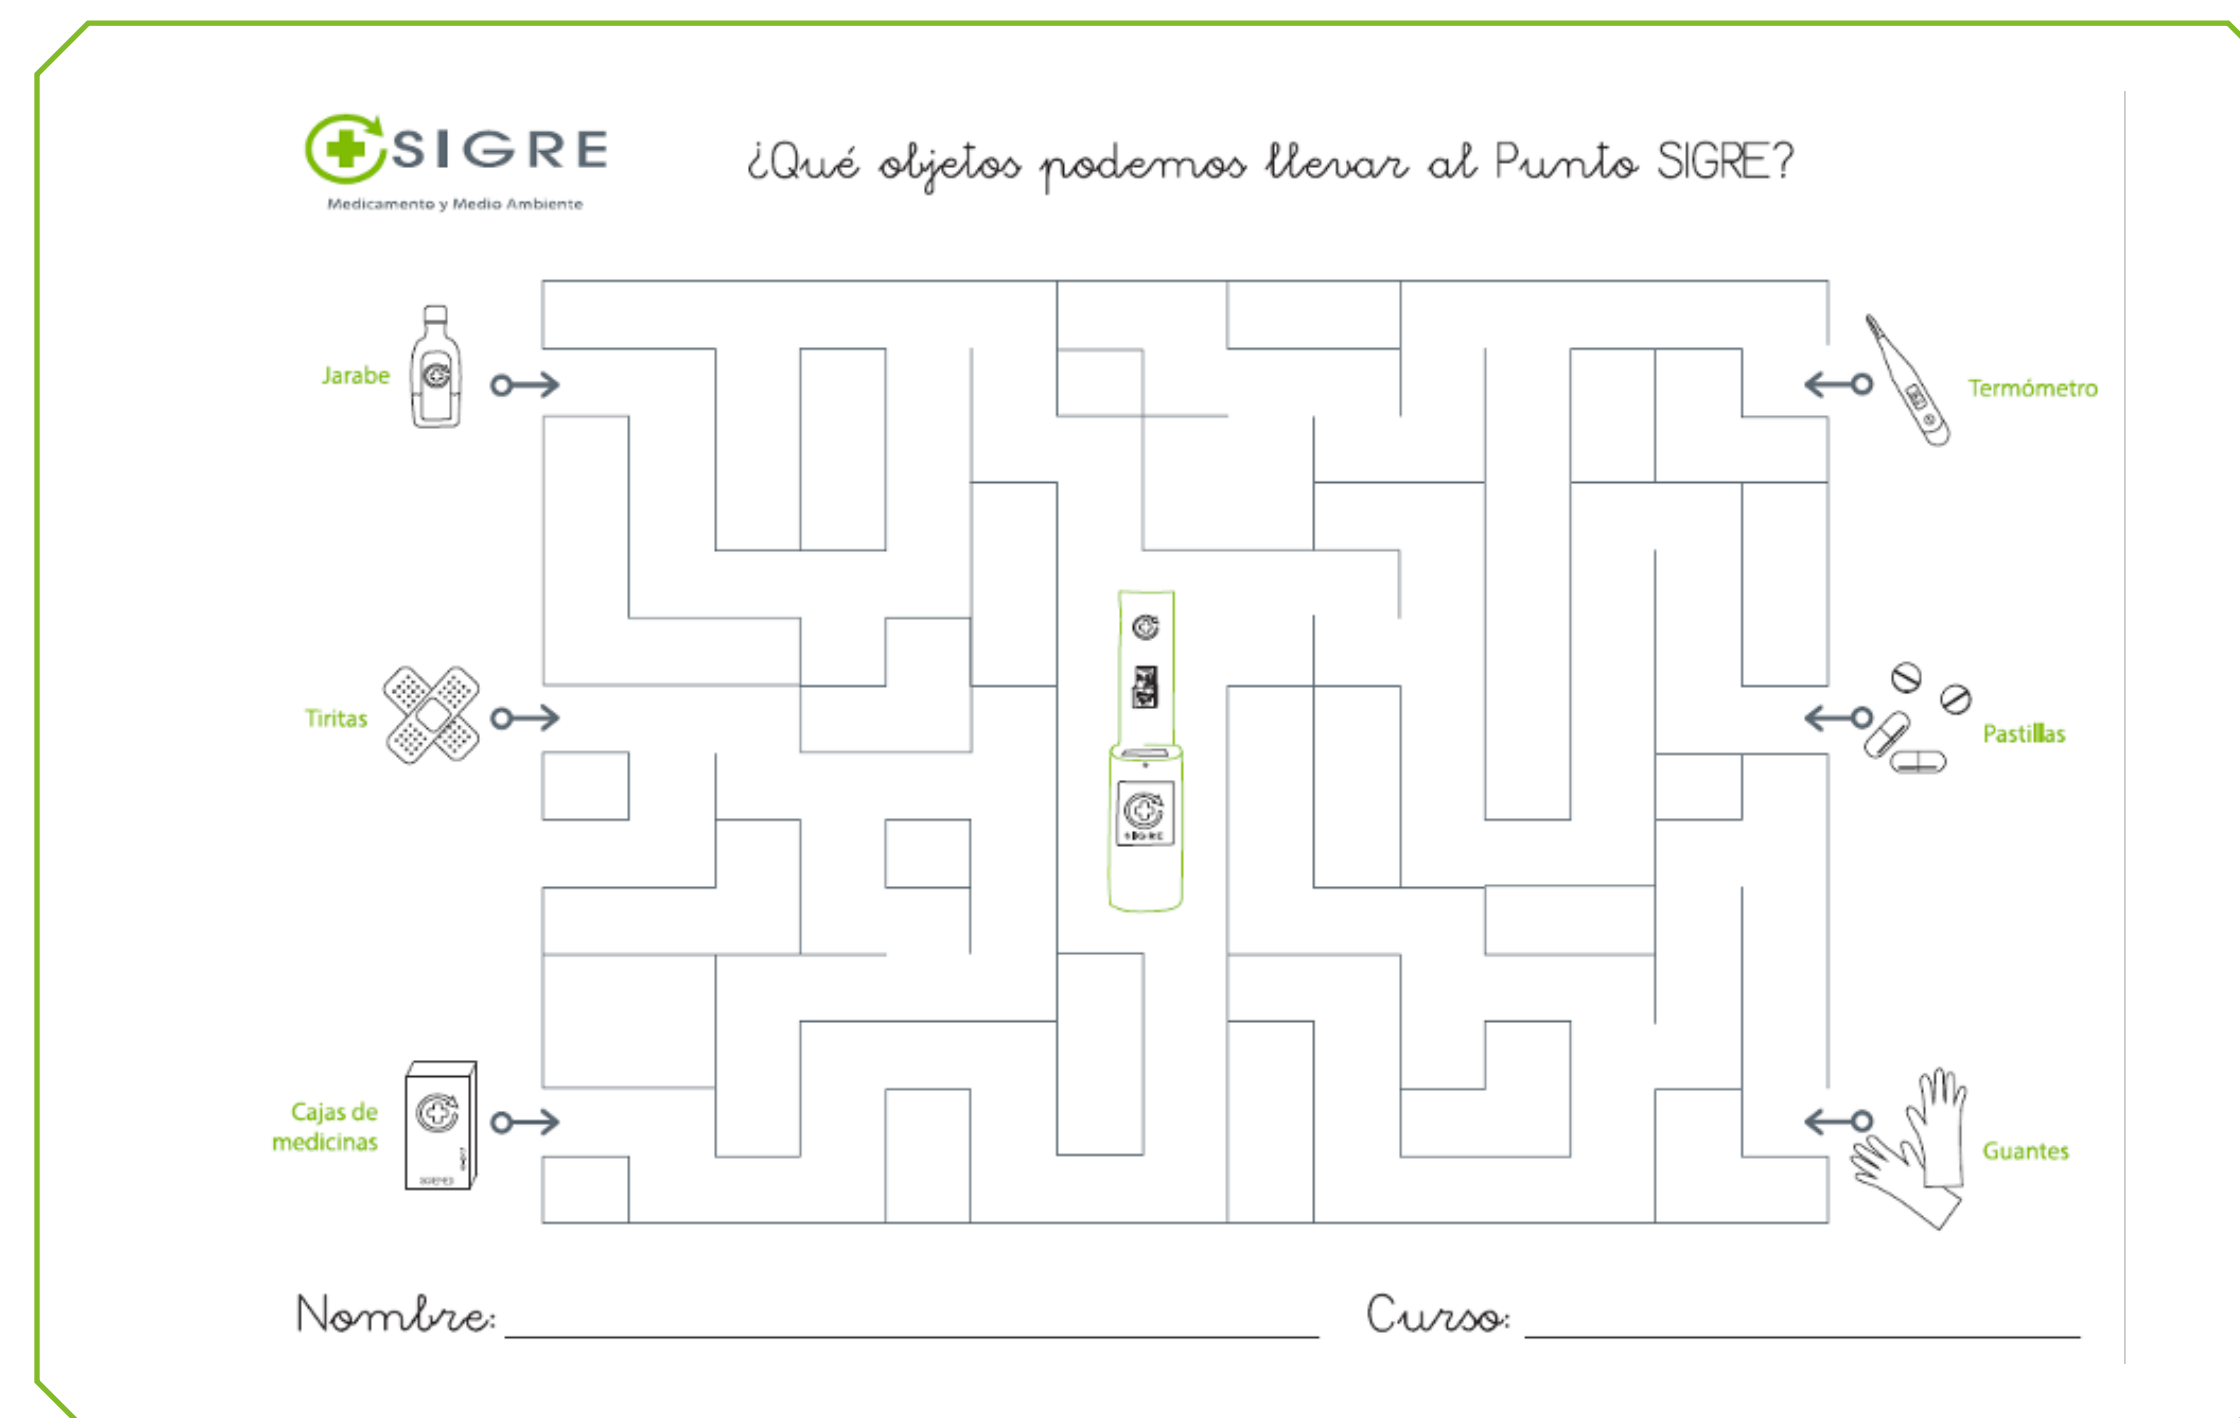 SIGRE
Medicamento y Medio Ambiente
¿Qué objetos podemos llevar al Punto SIGRE?
Jarabe
Termómetro
Tiritas
Pastillas
SIGRE
Cajas de
medicinas
Guantes
Nombre:
Curso: